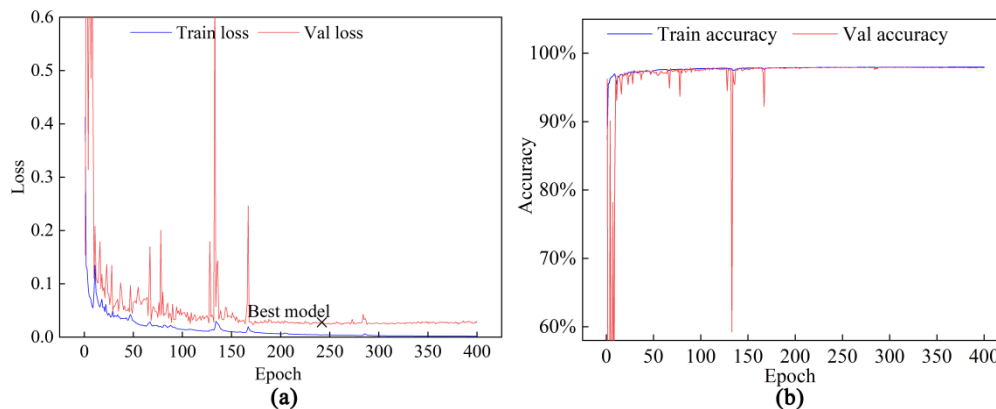 0.6
0.5
0.4
0.3
0.2
0.1
0.0
Loss
Train loss
Val loss
Best model
0 50 100 150 200 250 300 350 400
Epoch
(a)
100%
90%
80%
70%
60%
Accuracy
Train accuracy
Val accuracy
0 50 100 150 200 250 300 350 400
Epoch
(b)